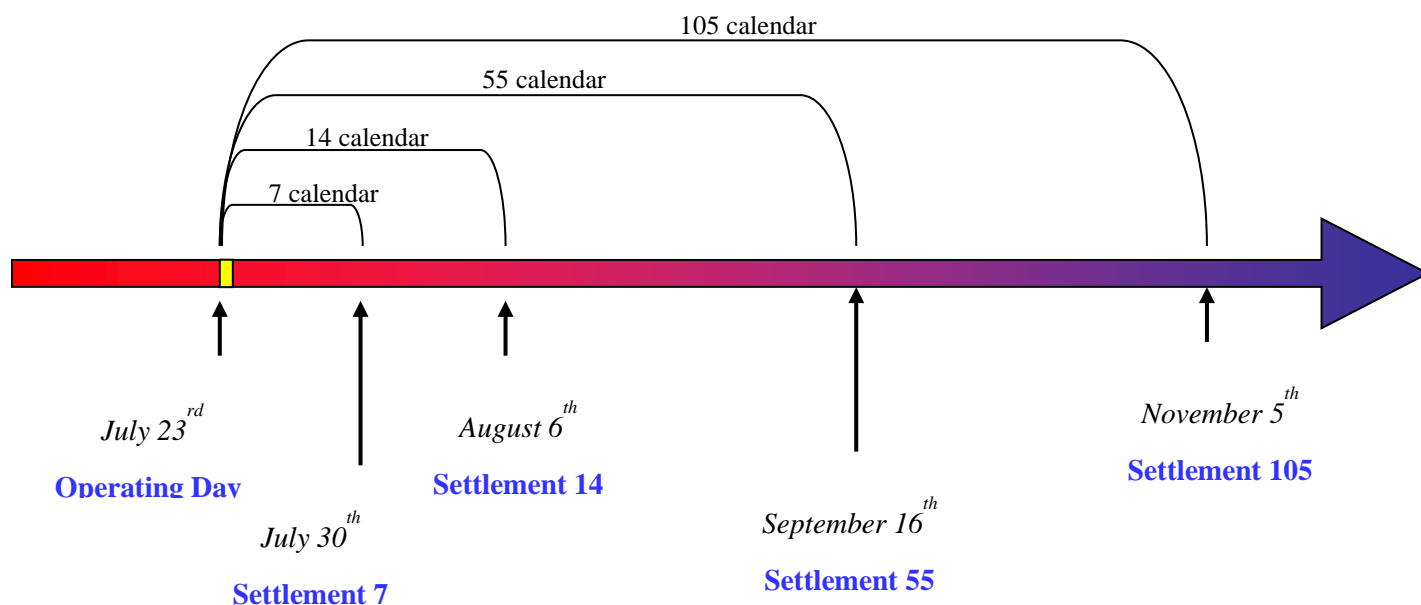 105 calendar
55 calendar
14 calendar
7 calendar
July 23rd
Operating Day
August 6th
Settlement 14
November 5th
Settlement 105
July 30th
Settlement 7
September 16th
Settlement 55